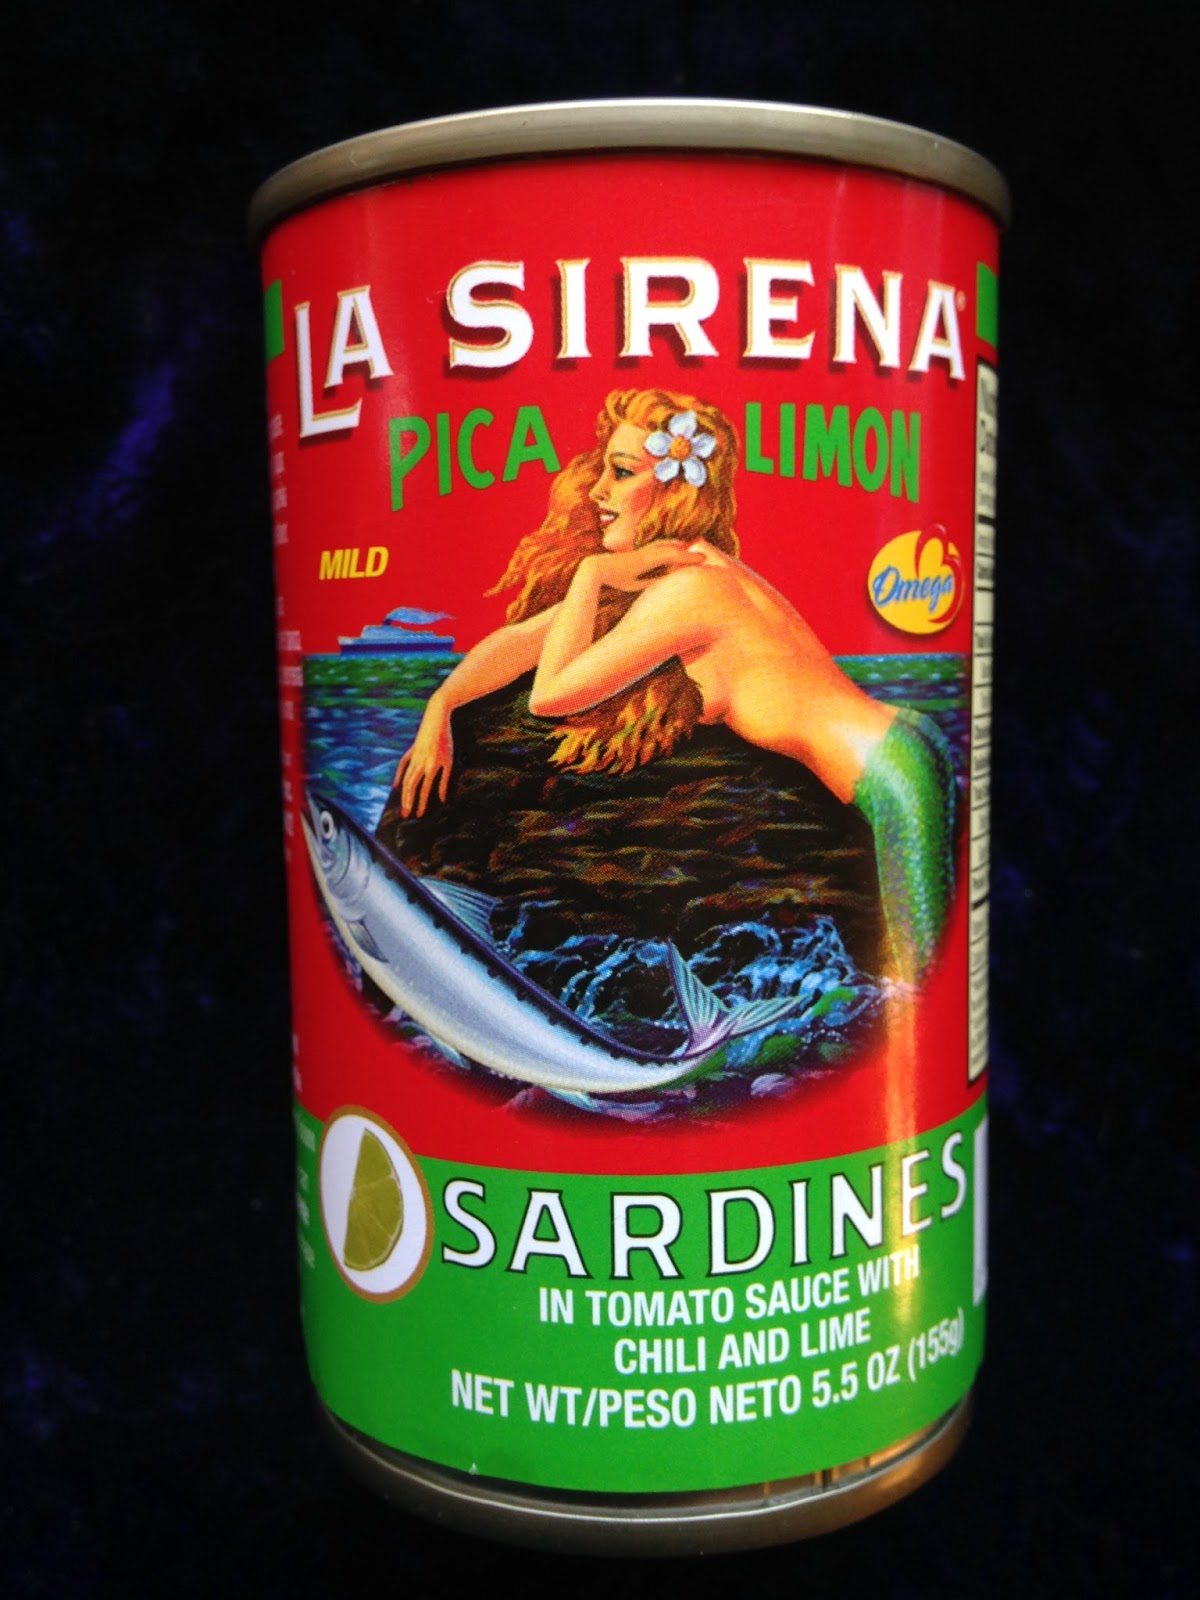 LA SIRENA®
PICA LIMON
MILD
Omega 3
SARDINES
IN TOMATO SAUCE WITH
CHILI AND LIME
NET WT/PESO NETO 5.5 OZ (155g)